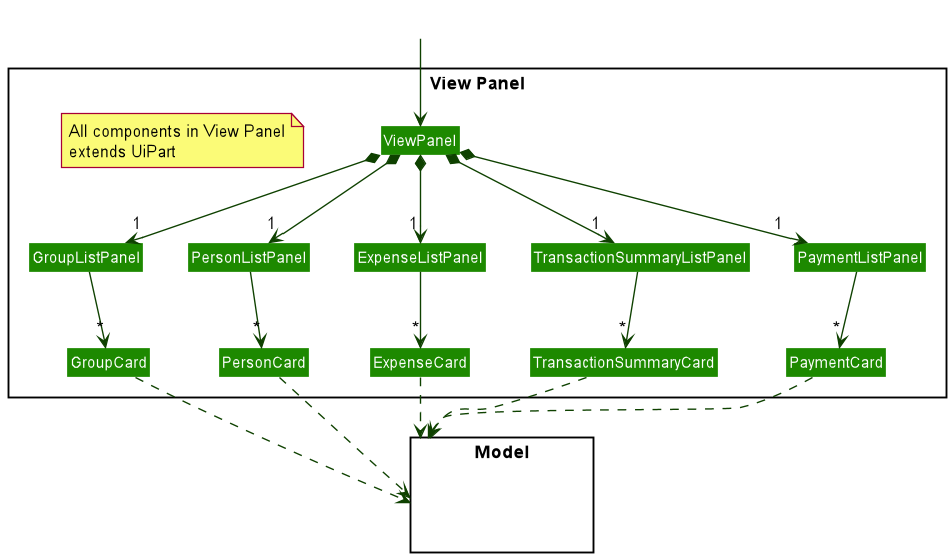 View Panel
All components in View Panel
extends UiPart
ViewPanel
1
1
1
1
1
GroupListPanel
PersonListPanel
ExpenseListPanel
TransactionSummaryListPanel
PaymentListPanel
*
*
*
*
*
GroupCard
PersonCard
ExpenseCard
TransactionSummaryCard
PaymentCard
Model